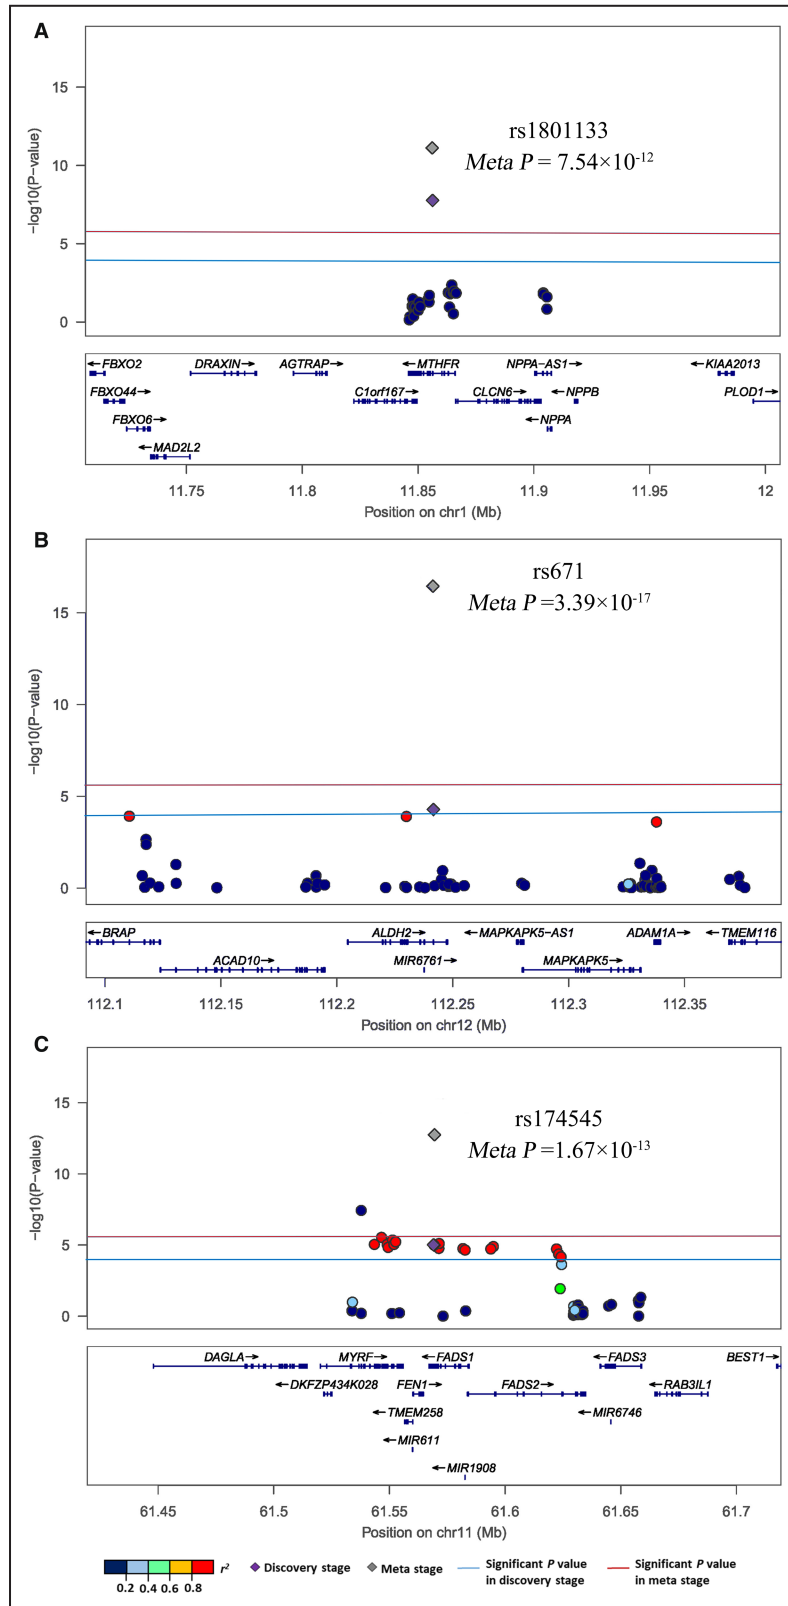 A
15
10
5
0
−log10(P−value)
rs1801133
Meta P = 7.54×10-12
←FBXO2 DRAXIN→ AGTRAP→ ←MTHFR NPPA−AS1→ ←KIAA2013
FBXO44→ C1orf167→ CLCN6→ ←NPPB PLOD1→
FBXO6→ ←NPPA
←MAD2L2
11.75 11.8 11.85 11.9 11.95 12
Position on chr1 (Mb)
B
15
10
5
0
−log10(P−value)
rs671
Meta P =3.39×10-17
←BRAP ALDH2→ ←MAPKAPK5−AS1 ADAM1A→ ←TMEM116
ACAD10→ MIR6761→ MAPKAPK5→
112.1 112.15 112.2 112.25 112.3 112.35
Position on chr12 (Mb)
C
15
10
5
0
−log10(P−value)
rs174545
Meta P =1.67×10-13
DAGLA→ MYRF→ ←FADS1 ←FADS3 BEST1→
←DKFZP434K028 FEN1→ FADS2→ ←RAB3IL1
←TMEM258 ←MIR6746
←MIR611
←MIR1908
61.45 61.5 61.55 61.6 61.65 61.7
Position on chr11 (Mb)
0.2 0.4 0.6 0.8 r2
Discovery stage
Meta stage
Significant P value
in discovery stage
Significant P value
in meta stage